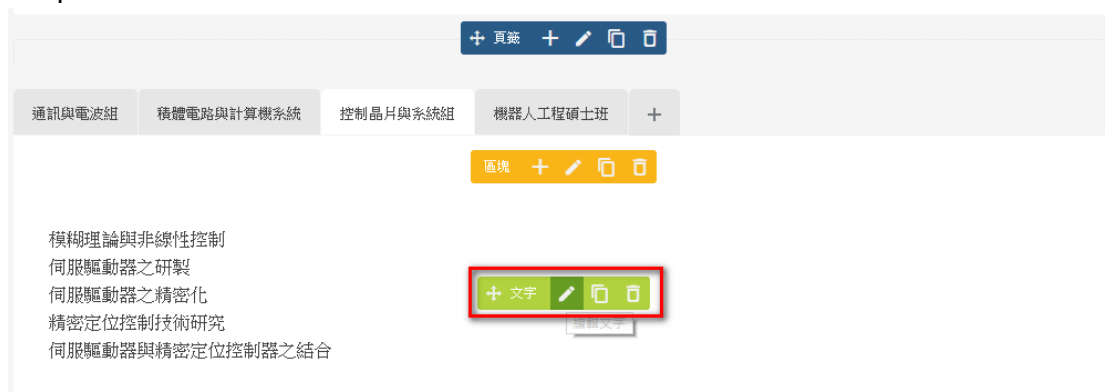 頁籤
通訊與電波組 積體電路與計算機系統 控制晶片與系統組 機器人工程碩士班 +
區塊
模糊理論與非線性控制
伺服驅動器之研製
伺服驅動器之精密化
文字
編輯文字
精密定位控制技術研究
伺服驅動器與精密定位控制器之結合